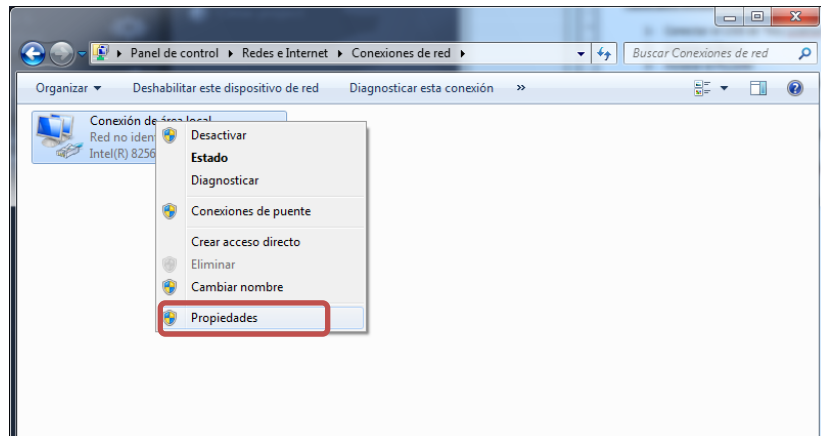 Panel de control ▸ Redes e Internet ▸ Conexiones de red ▸
Buscar Conexiones de red
Organizar
Deshabilitar este dispositivo de red
Diagnosticar esta conexión
»
Conexión de área local
Red no iden
Intel(R) 8256
Desactivar
Estado
Diagnosticar
Conexiones de puente
Crear acceso directo
Eliminar
Cambiar nombre
Propiedades